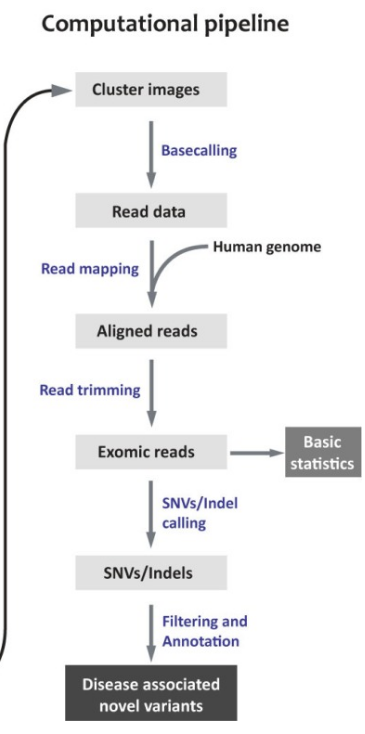 Computational pipeline
Cluster images
Basecalling
Read data
Human genome
Read mapping
Aligned reads
Read trimming
Exomic reads
Basic
statistics
SNVs/Indel
calling
SNVs/Indels
Filtering and
Annotation
Disease associated
novel variants